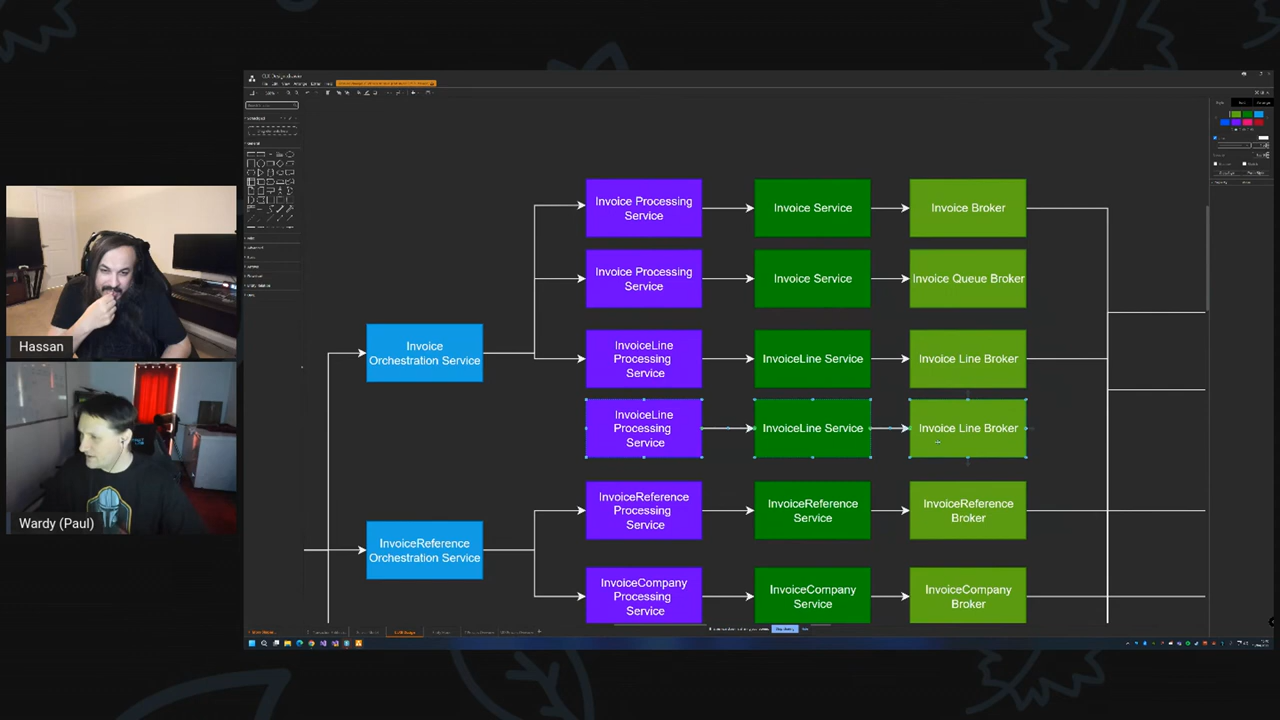 Invoice Processing
Service
Invoice Service
Invoice Broker
Invoice Processing
Service
Invoice Service
Invoice Queue Broker
Invoice
Orchestration Service
InvoiceLine
Processing
Service
InvoiceLine Service
Invoice Line Broker
InvoiceLine
Processing
Service
InvoiceLine Service
Invoice Line Broker
InvoiceReference
Orchestration Service
InvoiceReference
Processing
Service
InvoiceReference
Service
InvoiceReference
Broker
InvoiceCompany
Processing
Service
InvoiceCompany
Service
InvoiceCompany
Broker
Hassan
Wardy (Paul)